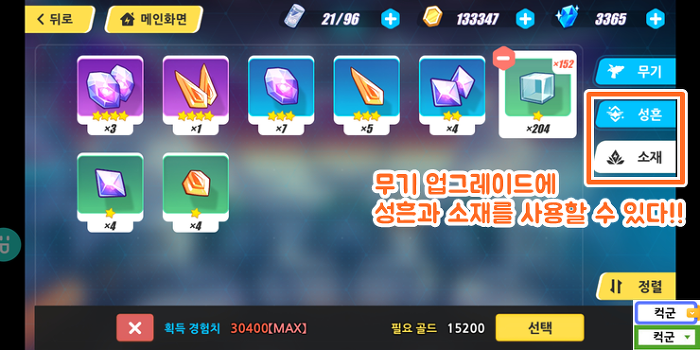 뒤로
메인화면
21/96
133347
3365
×152
무기
성흔
소재
×3
×1
×7
×5
×4
×204
×4
×4
무기 업그레이드에
성흔과 소재를 사용할 수 있다!!
정렬
획득 경험치 30400[MAX]
필요 골드 15200
선택
컥군
컥군